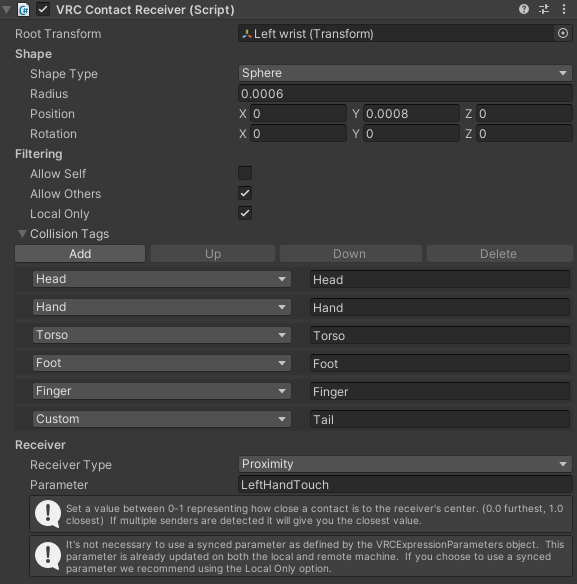 VRC Contact Receiver (Script)
Root Transform Left wrist (Transform)
Shape
Shape Type Sphere
Radius 0.0006
Position X 0 Y 0.0008 Z 0
Rotation X 0 Y 0 Z 0
Filtering
Allow Self
Allow Others
Local Only
Collision Tags
Add Up Down Delete
Head Head
Hand Hand
Torso Torso
Foot Foot
Finger Finger
Custom Tail
Receiver
Receiver Type Proximity
Parameter LeftHandTouch
Set a value between 0-1 representing how close a contact is to the receiver's center. (0.0 furthest, 1.0
closest)  If multiple senders are detected it will give you the closest value.
It's not necessary to use a synced parameter as defined by the VRCExpressionParameters object.  This
parameter is already updated on both the local and remote machine.  If you choose to use a synced
parameter we recommend using the Local Only option.